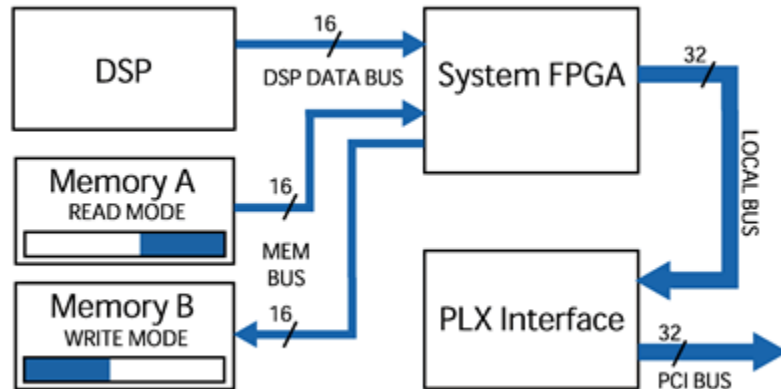 DSP
16
DSP DATA BUS
System FPGA
32
LOCAL BUS
Memory A
READ MODE
16
MEM
BUS
Memory B
WRITE MODE
16
PLX Interface
32
PCI BUS